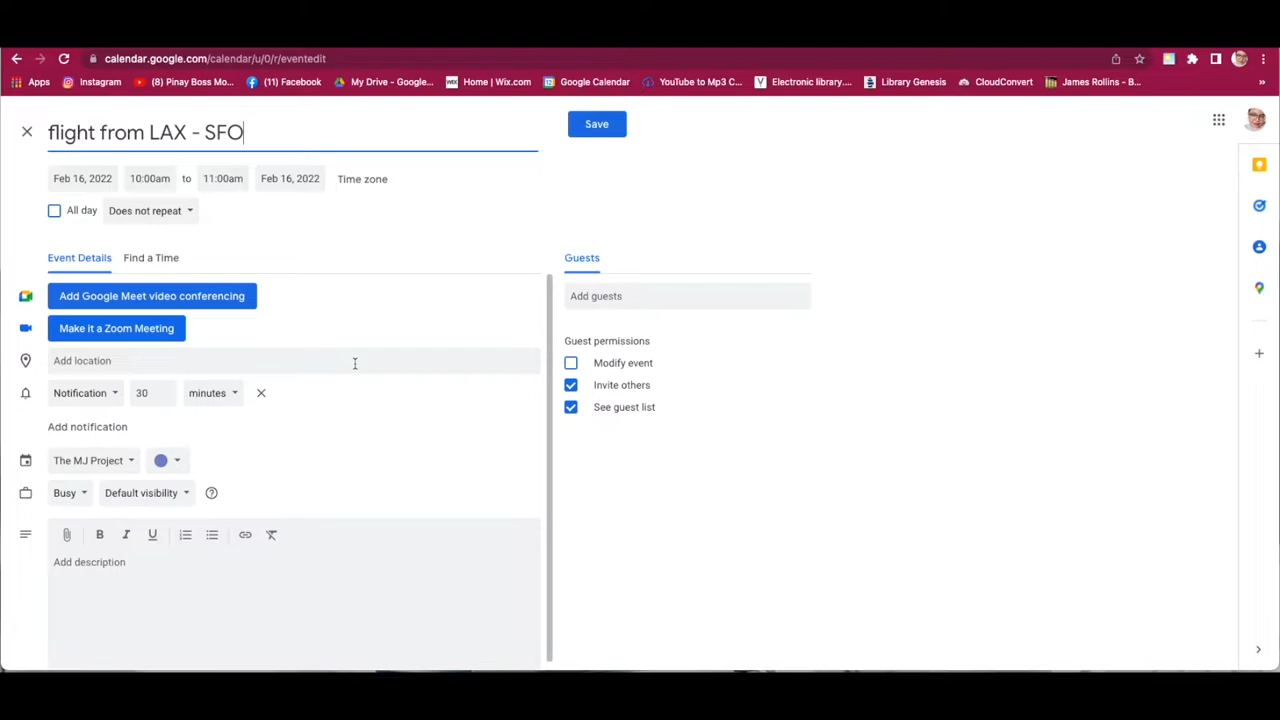 calendar.google.com/calendar/u/0/r/eventedit
Apps Instagram (8) Pinay Boss Mo... (11) Facebook My Drive - Google... Home | Wix.com Google Calendar YouTube to Mp3 C... Electronic library.... Library Genesis CloudConvert James Rollins - B... »
flight from LAX - SFO
Save
Feb 16, 2022 10:00am to 11:00am Feb 16, 2022 Time zone
All day Does not repeat
Event Details Find a Time Guests
Add Google Meet video conferencing Add guests
Make it a Zoom Meeting
Guest permissions
Add location Modify event
Invite others
Notification 30 minutes
See guest list
Add notification
The MJ Project
Busy Default visibility
B I U
Add description